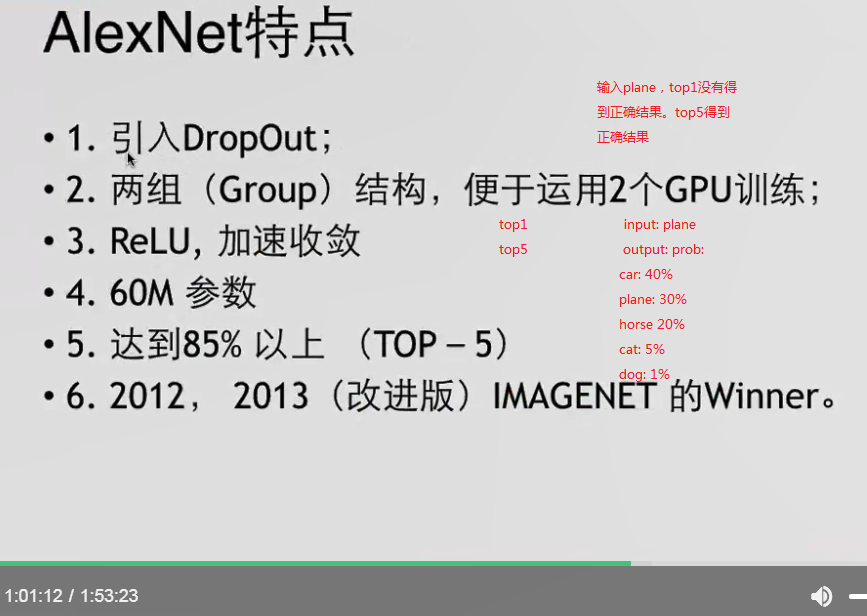 AlexNet特点
输入plane，top1没有得
到正确结果。top5得到
正确结果
• 1. 引入DropOut；
• 2. 两组（Group）结构，便于运用2个GPU训练；
• 3. ReLU, 加速收敛
• 4. 60M 参数
• 5. 达到85% 以上 （TOP – 5）
• 6. 2012， 2013（改进版）IMAGENET 的Winner。
top1
top5
input: plane
output: prob:
car: 40%
plane: 30%
horse 20%
cat: 5%
dog: 1%
1:01:12 / 1:53:23